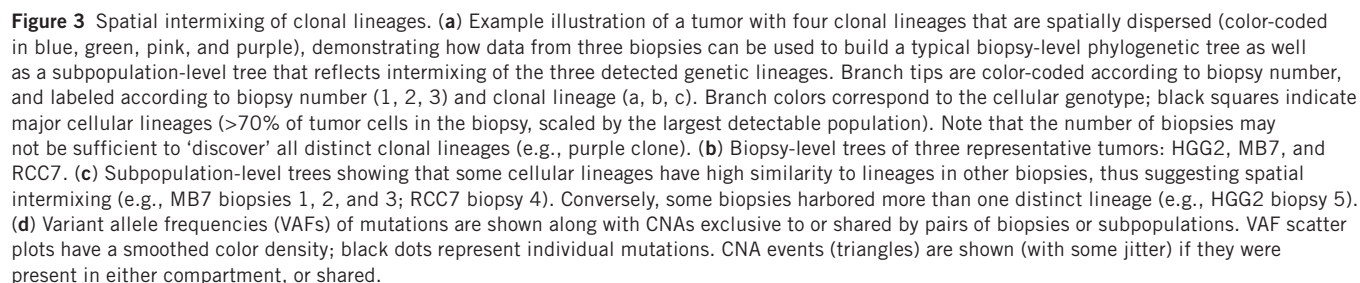 Figure 3 Spatial intermixing of clonal lineages. (a) Example illustration of a tumor with four clonal lineages that are spatially dispersed (color-coded
in blue, green, pink, and purple), demonstrating how data from three biopsies can be used to build a typical biopsy-level phylogenetic tree as well
as a subpopulation-level tree that reflects intermixing of the three detected genetic lineages. Branch tips are color-coded according to biopsy number,
and labeled according to biopsy number (1, 2, 3) and clonal lineage (a, b, c). Branch colors correspond to the cellular genotype; black squares indicate
major cellular lineages (>70% of tumor cells in the biopsy, scaled by the largest detectable population). Note that the number of biopsies may
not be sufficient to ‘discover’ all distinct clonal lineages (e.g., purple clone). (b) Biopsy-level trees of three representative tumors: HGG2, MB7, and
RCC7. (c) Subpopulation-level trees showing that some cellular lineages have high similarity to lineages in other biopsies, thus suggesting spatial
intermixing (e.g., MB7 biopsies 1, 2, and 3; RCC7 biopsy 4). Conversely, some biopsies harbored more than one distinct lineage (e.g., HGG2 biopsy 5).
(d) Variant allele frequencies (VAFs) of mutations are shown along with CNAs exclusive to or shared by pairs of biopsies or subpopulations. VAF scatter
plots have a smoothed color density; black dots represent individual mutations. CNA events (triangles) are shown (with some jitter) if they were
present in either compartment, or shared.